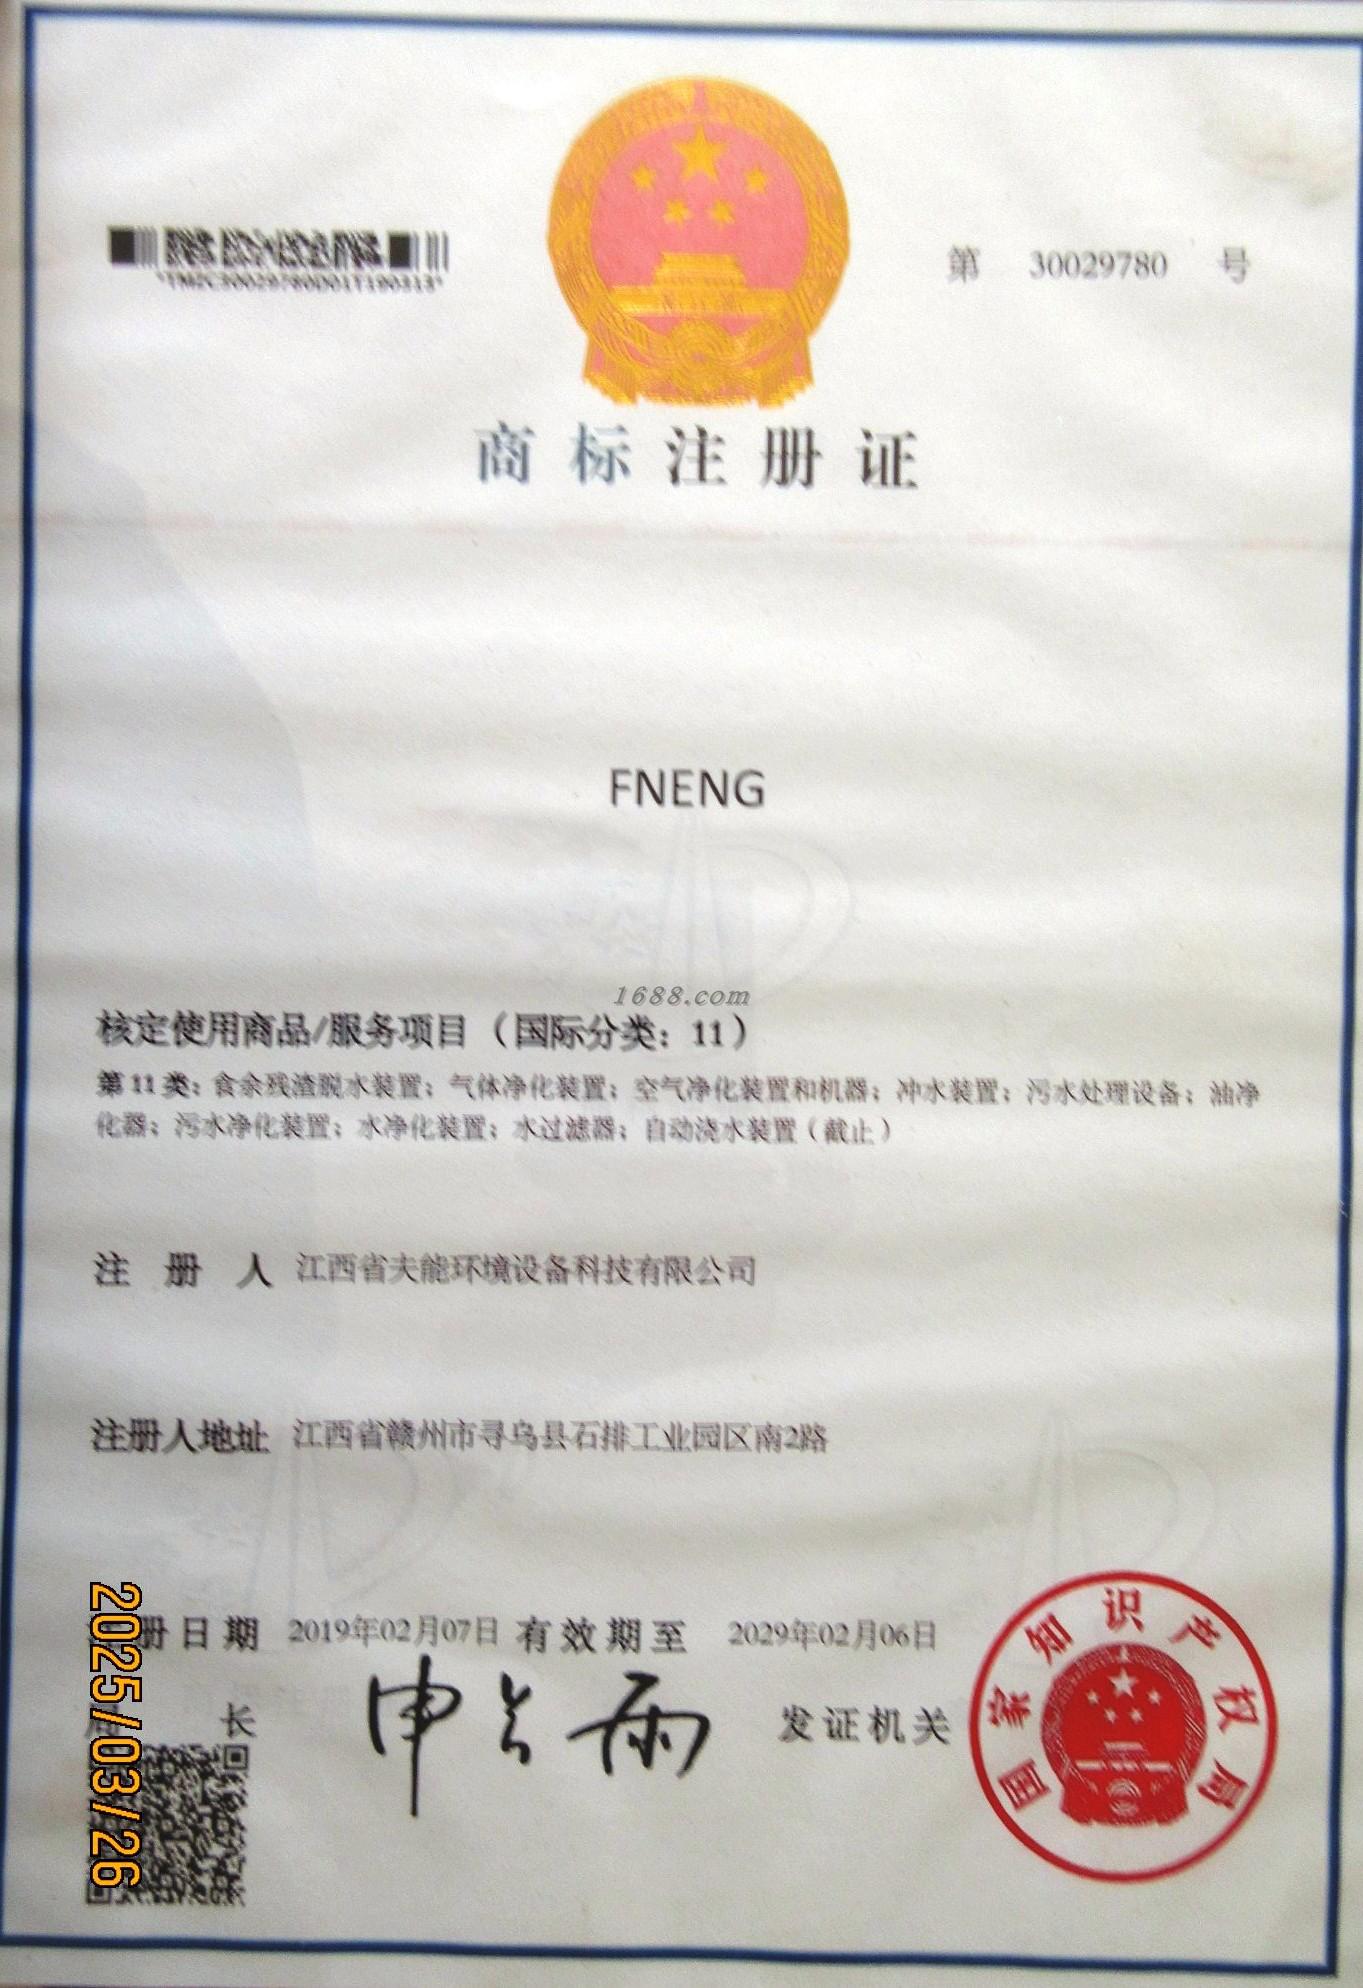 *TMZC30029780D01T190313*
第 30029780 号
商标注册证
FNENG
1688.com
核定使用商品/服务项目（国际分类：11）
第11类：食余残渣脱水装置；气体净化装置；空气净化装置和机器；冲水装置；污水处理设备；油净
化器；污水净化装置；水净化装置；水过滤器；自动浇水装置（截止）
注册人 江西省夫能环境设备科技有限公司
注册人地址 江西省赣州市寻乌县石排工业园区南2路
注册日期 2019年02月07日 有效期至 2029年02月06日
局长 申长雨 发证机关
国家知识产权局
2025/03/26